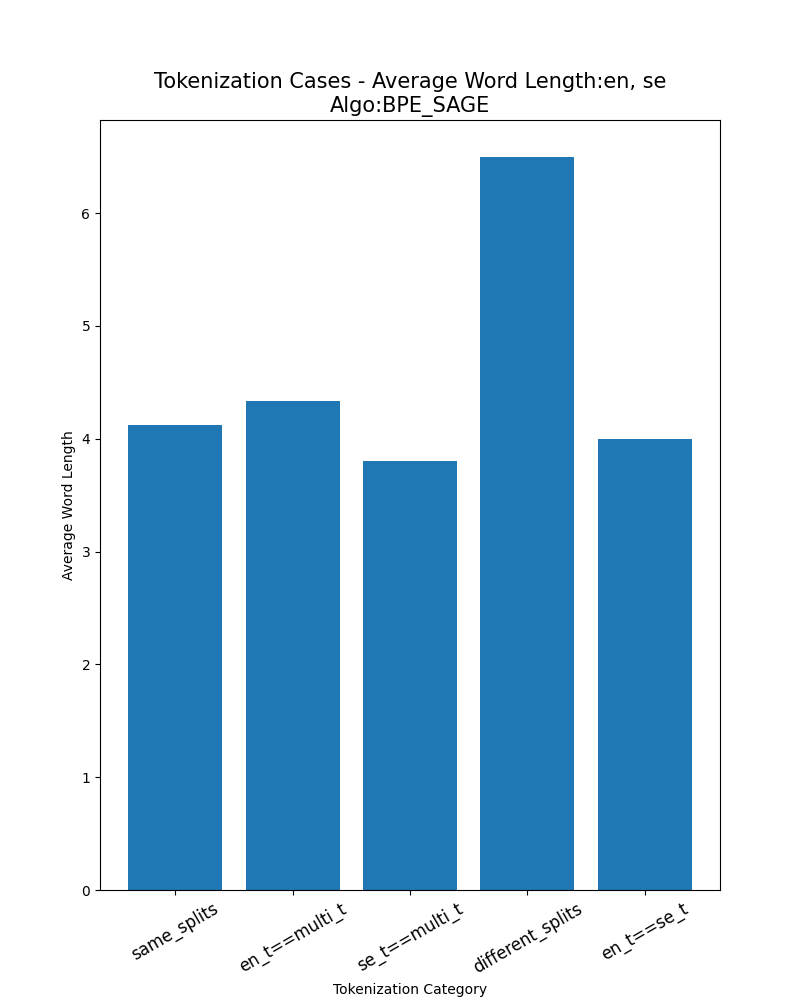 Tokenization Cases - Average Word Length:en, se
Algo:BPE_SAGE
6
5
4
3
2
1
0
Average Word Length
same_splits
en_t==multi_t
se_t==multi_t
different_splits
en_t==se_t
Tokenization Category